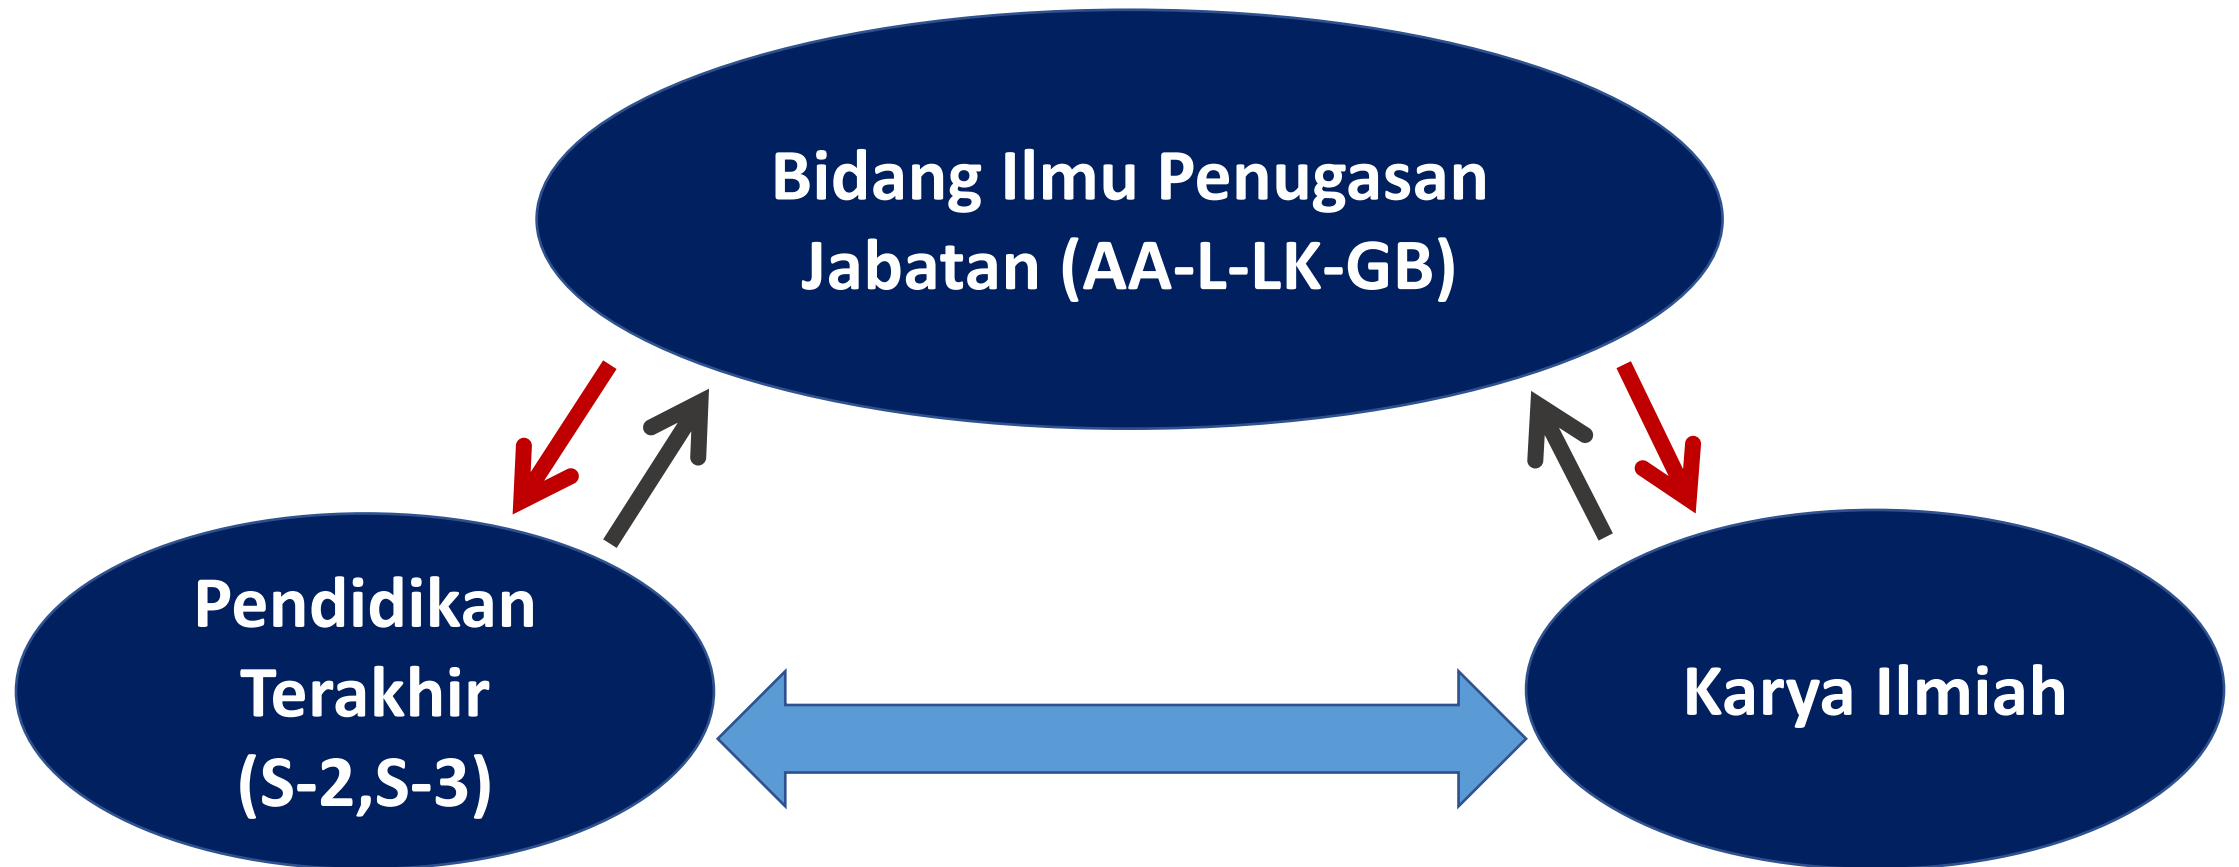 Bidang Ilmu Penugasan
Jabatan (AA-L-LK-GB)
Pendidikan
Terakhir
(S-2,S-3)
Karya Ilmiah